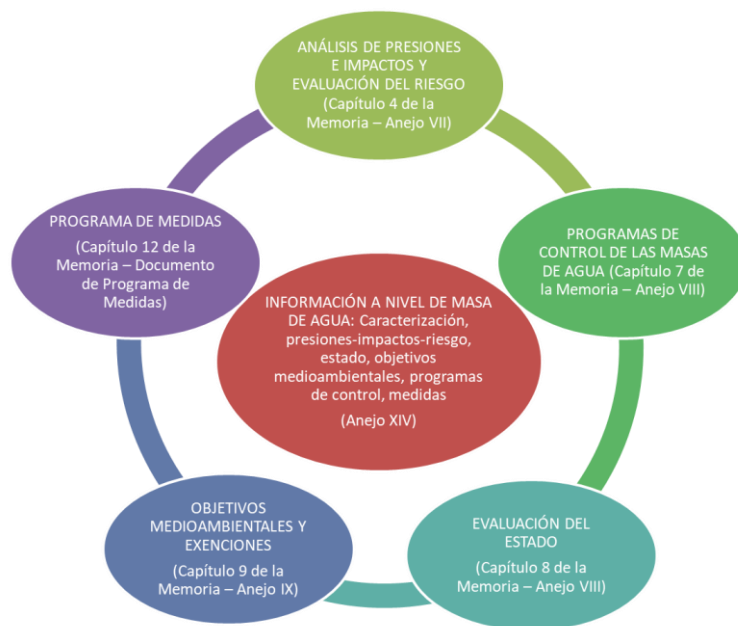 ANÁLISIS DE PRESIONES
E IMPACTOS Y
EVALUACIÓN DEL RIESGO
(Capítulo 4 de la
Memoria – Anejo VII)
PROGRAMAS DE
CONTROL DE LAS MASAS
DE AGUA (Capítulo 7 de
la Memoria – Anejo VIII)
EVALUACIÓN DEL
ESTADO
(Capítulo 8 de la
Memoria – Anejo VIII)
OBJETIVOS
MEDIOAMBIENTALES Y
EXENCIONES
(Capítulo 9 de la
Memoria – Anejo IX)
PROGRAMA DE MEDIDAS
(Capítulo 12 de la
Memoria – Documento
de Programa de
Medidas)
INFORMACIÓN A NIVEL DE MASA
DE AGUA: Caracterización,
presiones-impactos-riesgo,
estado, objetivos
medioambientales, programas
de control, medidas
(Anejo XIV)